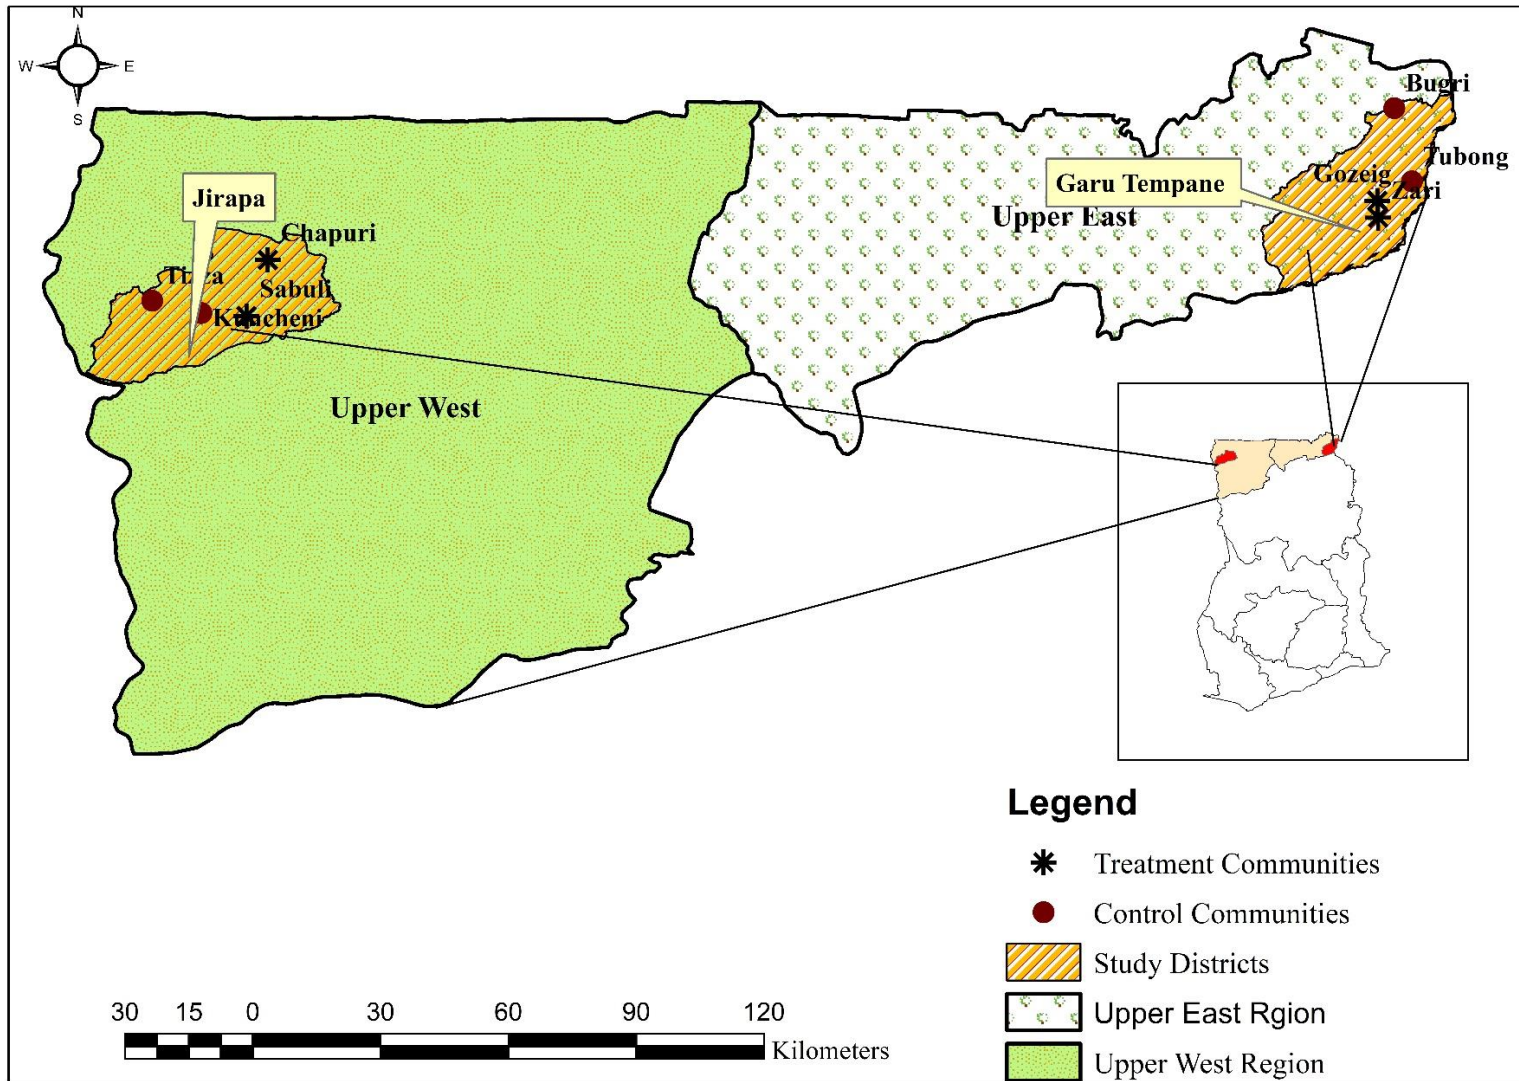 N
W E
S
Bugri
Tubong
Gozeig
Zari
Garu Tempane
Upper East
Jirapa
Chapuri
Sabuli
Upper West
Legend
Treatment Communities
Control Communities
Study Districts
Upper East Rgion
Upper West Region
30 15 0 30 60 90 120
Kilometers